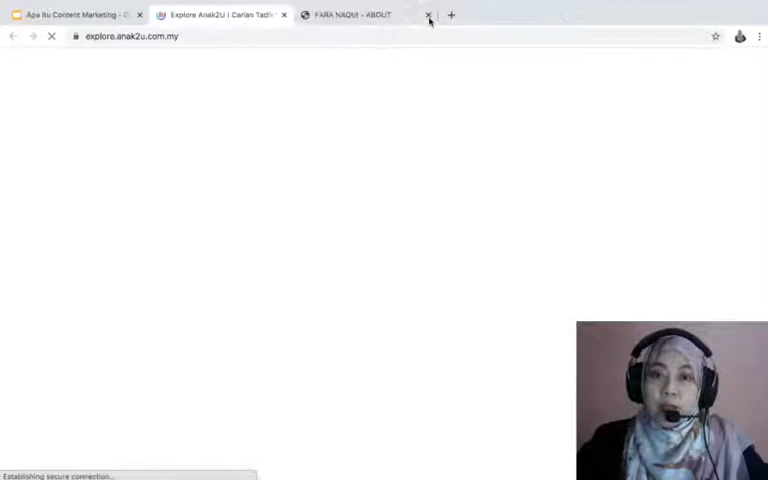 Apa Itu Content Marketing - G
Explore Anak2U | Carian Tadik
FARA NAQUI - ABOUT
explore.anak2u.com.my
Establishing secure connection...